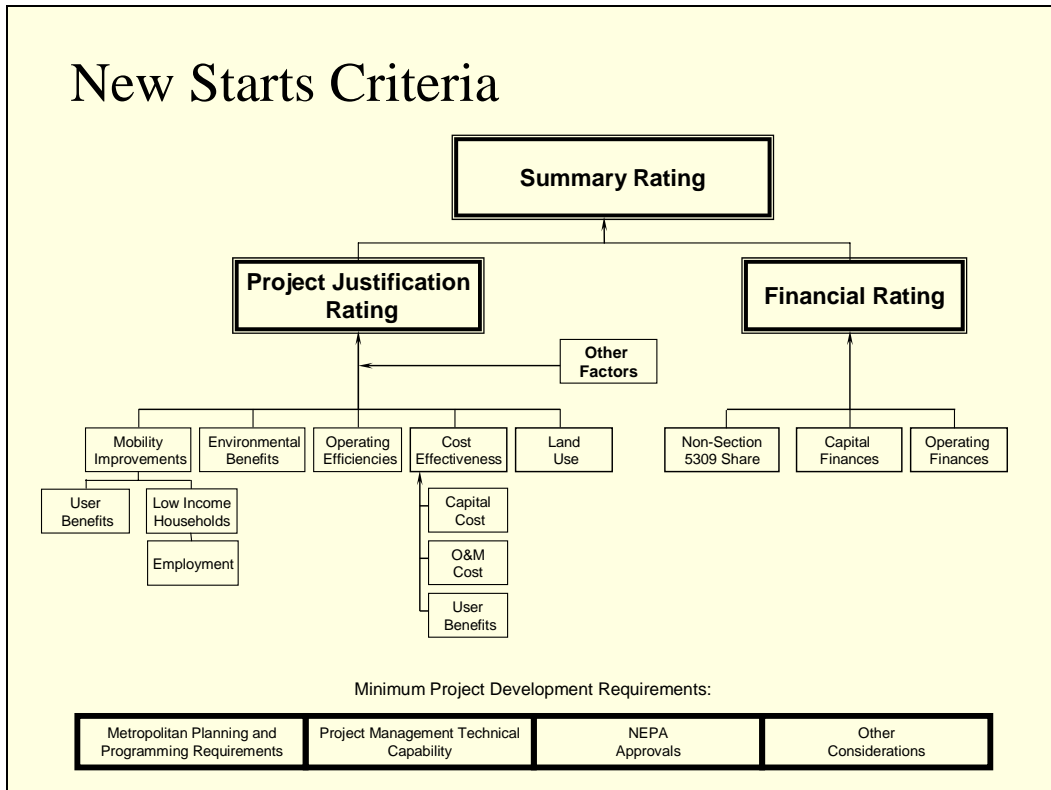 New Starts Criteria
Summary Rating
Project Justification
Rating
Financial Rating
Other
Factors
Mobility
Improvements
Environmental
Benefits
Operating
Efficiencies
Cost
Effectiveness
Land
Use
Non-Section
5309 Share
Capital
Finances
Operating
Finances
User
Benefits
Low Income
Households
Employment
Capital
Cost
O&M
Cost
User
Benefits
Minimum Project Development Requirements:
Metropolitan Planning and
Programming Requirements
Project Management Technical
Capability
NEPA
Approvals
Other
Considerations